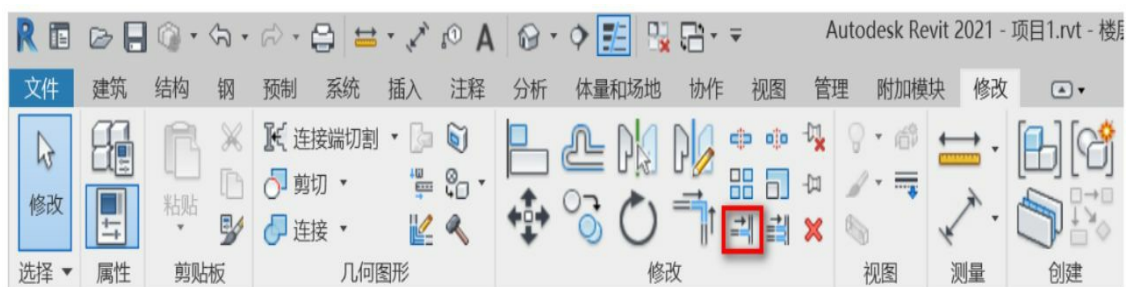 Autodesk Revit 2021 - 项目1.rvt - 楼层
文件 建筑 结构 钢 预制 系统 插入 注释 分析 体量和场地 协作 视图 管理 附加模块 修改
连接端切割
修改 粘贴 剪切
连接
选择 属性 剪贴板 几何图形 修改 视图 测量 创建